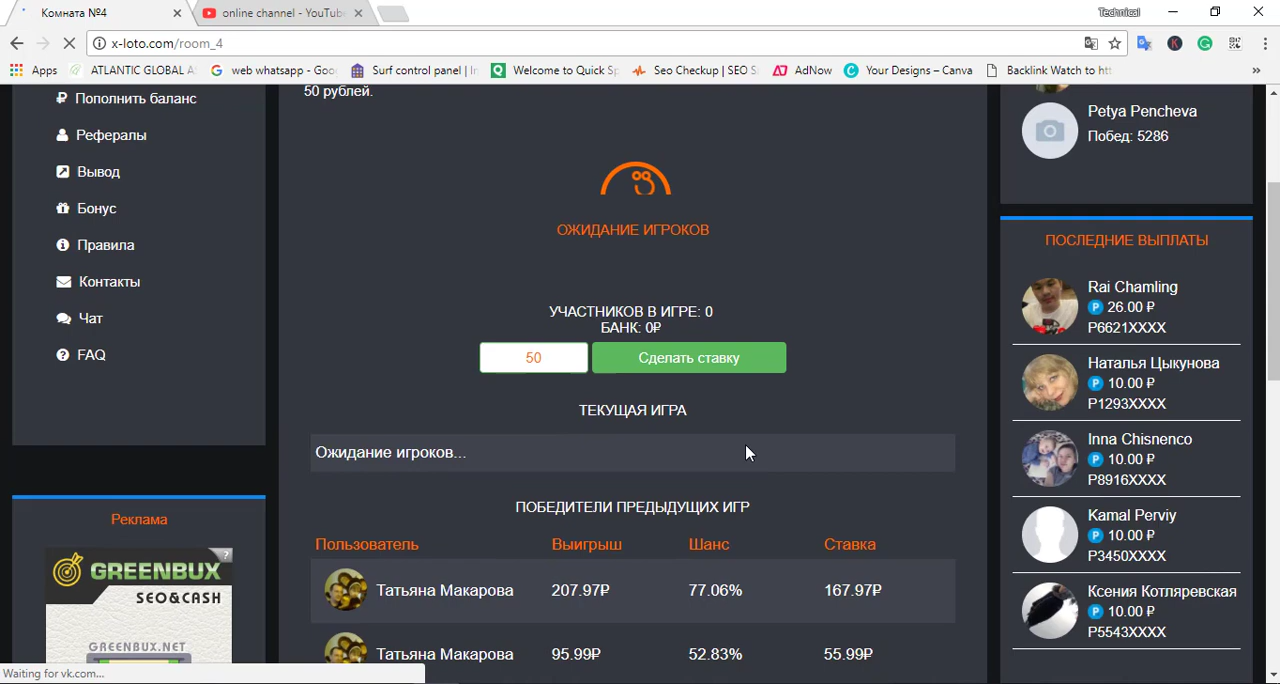 Комната №4
online channel - YouTube
Technical
x-loto.com/room_4
Apps
ATLANTIC GLOBAL A
web whatsapp - Goo
Surf control panel | I
Welcome to Quick Sp
Seo Checkup | SEO S
AdNow
Your Designs – Canva
Backlink Watch to htt
»
Пополнить баланс
Рефералы
Вывод
Бонус
Правила
Контакты
Чат
FAQ
Реклама
GREENBUX
SEO&CASH
GREENBUX.NET
50 рублей.
ОЖИДАНИЕ ИГРОКОВ
УЧАСТНИКОВ В ИГРЕ: 0
БАНК: 0₽
50 Сделать ставку
ТЕКУЩАЯ ИГРА
Ожидание игроков...
ПОБЕДИТЕЛИ ПРЕДЫДУЩИХ ИГР
Пользователь Выигрыш Шанс Ставка
Татьяна Макарова 207.97₽ 77.06% 167.97₽
Татьяна Макарова 95.99₽ 52.83% 55.99₽
Petya Pencheva
Побед: 5286
ПОСЛЕДНИЕ ВЫПЛАТЫ
Rai Chamling
26.00 ₽
P6621XXXX
Наталья Цыкунова
10.00 ₽
P1293XXXX
Inna Chisnenco
10.00 ₽
P8916XXXX
Kamal Perviy
10.00 ₽
P3450XXXX
Ксения Котляревская
10.00 ₽
P5543XXXX
Waiting for vk.com...